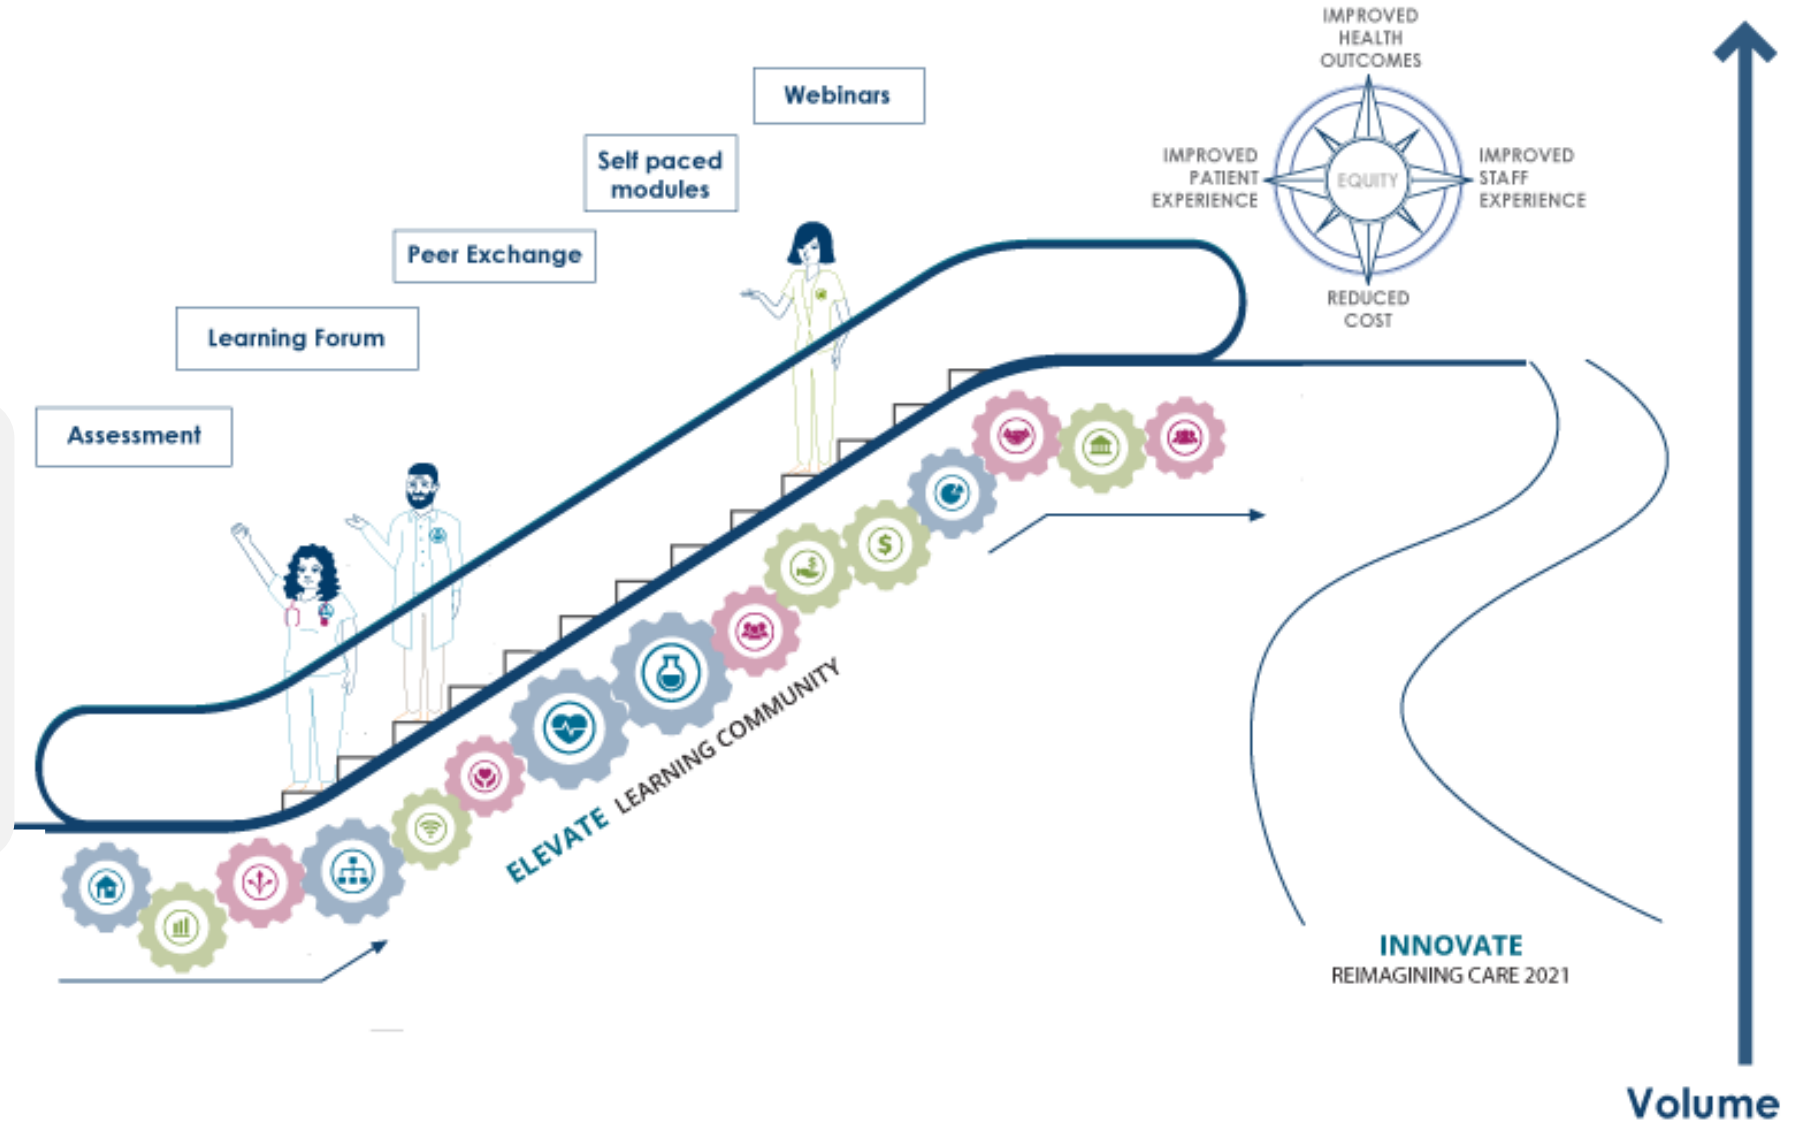 IMPROVED
HEALTH
OUTCOMES
Webinars
Self paced
modules
IMPROVED
PATIENT
EXPERIENCE
EQUITY
IMPROVED
STAFF
EXPERIENCE
Peer Exchange
REDUCED
COST
Learning Forum
Assessment
$
$
ELEVATE LEARNING COMMUNITY
INNOVATE
REIMAGINING CARE 2021
Volume